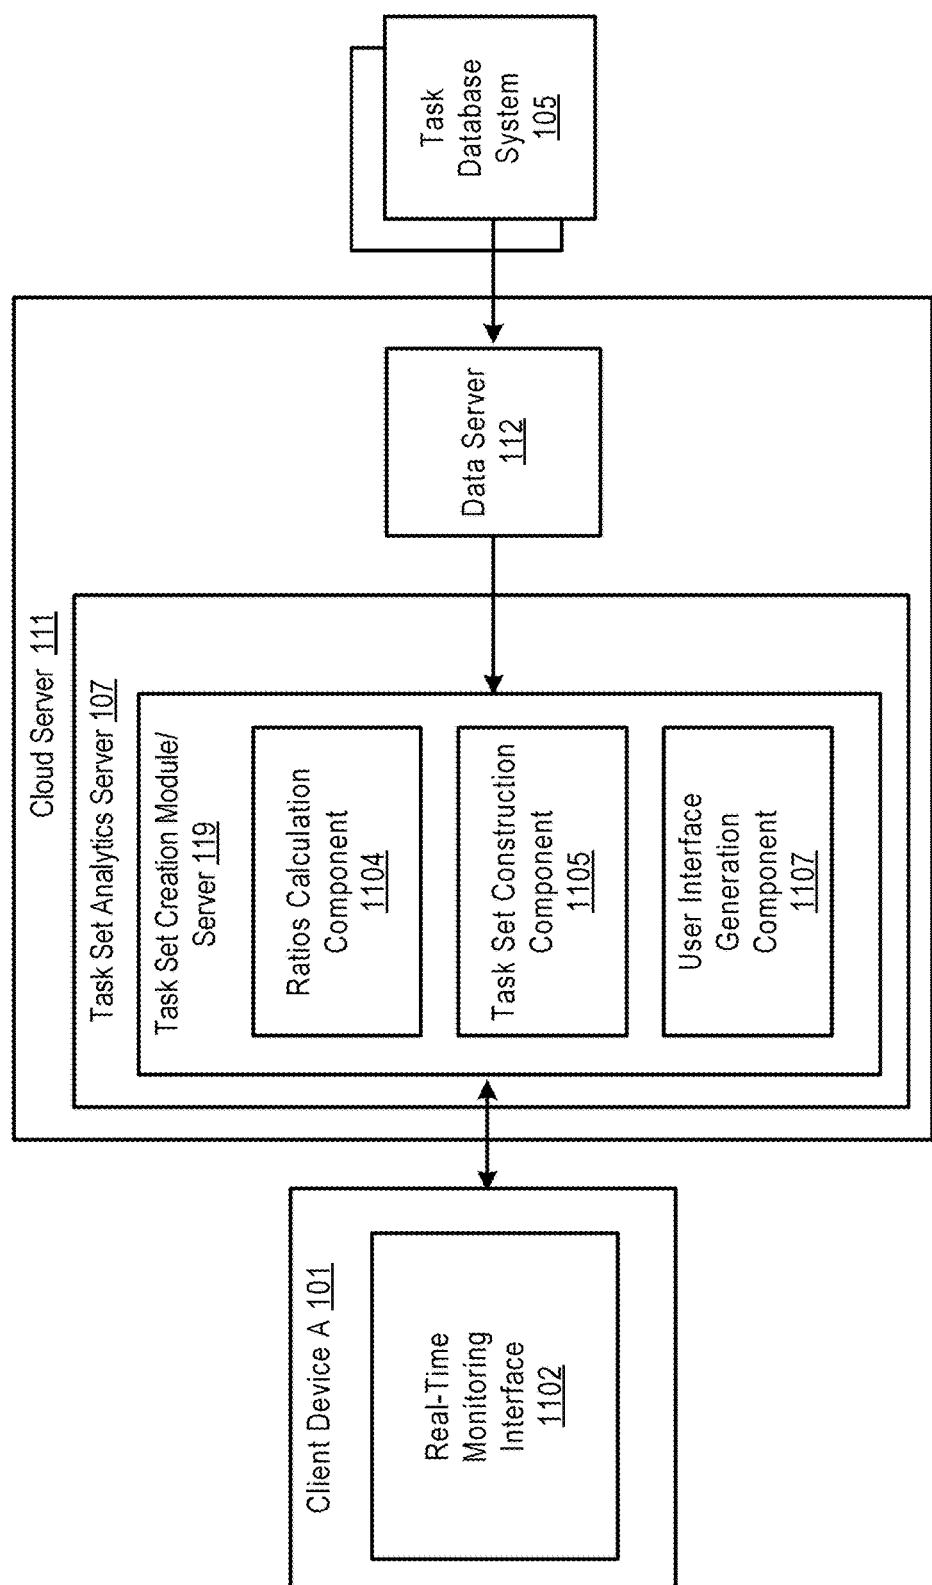 Client Device A 101
Real-Time
Monitoring
Interface
1102
Cloud Server 111
Task Set Analytics Server 107
Task Set Creation Module/
Server 119
Ratios Calculation
Component
1104
Task Set Construction
Component
1105
User Interface
Generation
Component
1107
Data Server
112
Task
Database
System
105